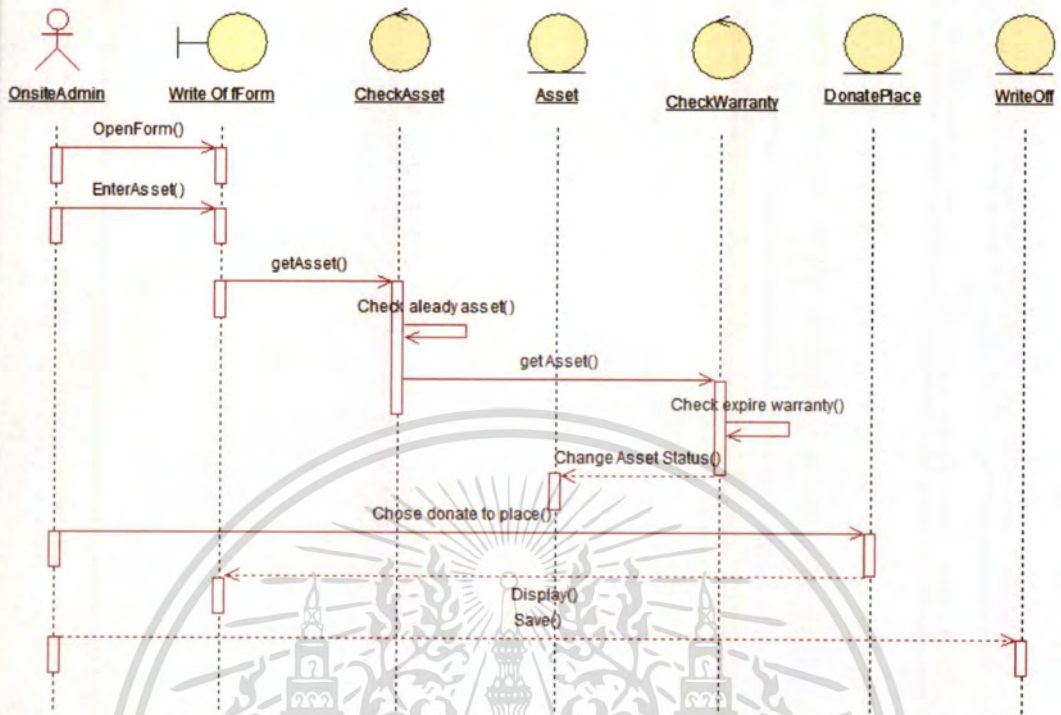 OnsiteAdmin
Write Of fForm
CheckAsset
Asset
CheckWarranty
DonatePlace
WriteOff
OpenForm()
EnterAsset()
getAsset()
Check aleady asset()
getAsset()
Check expire warranty()
Change Asset Status()
Chose donate to place()
Display()
Save()